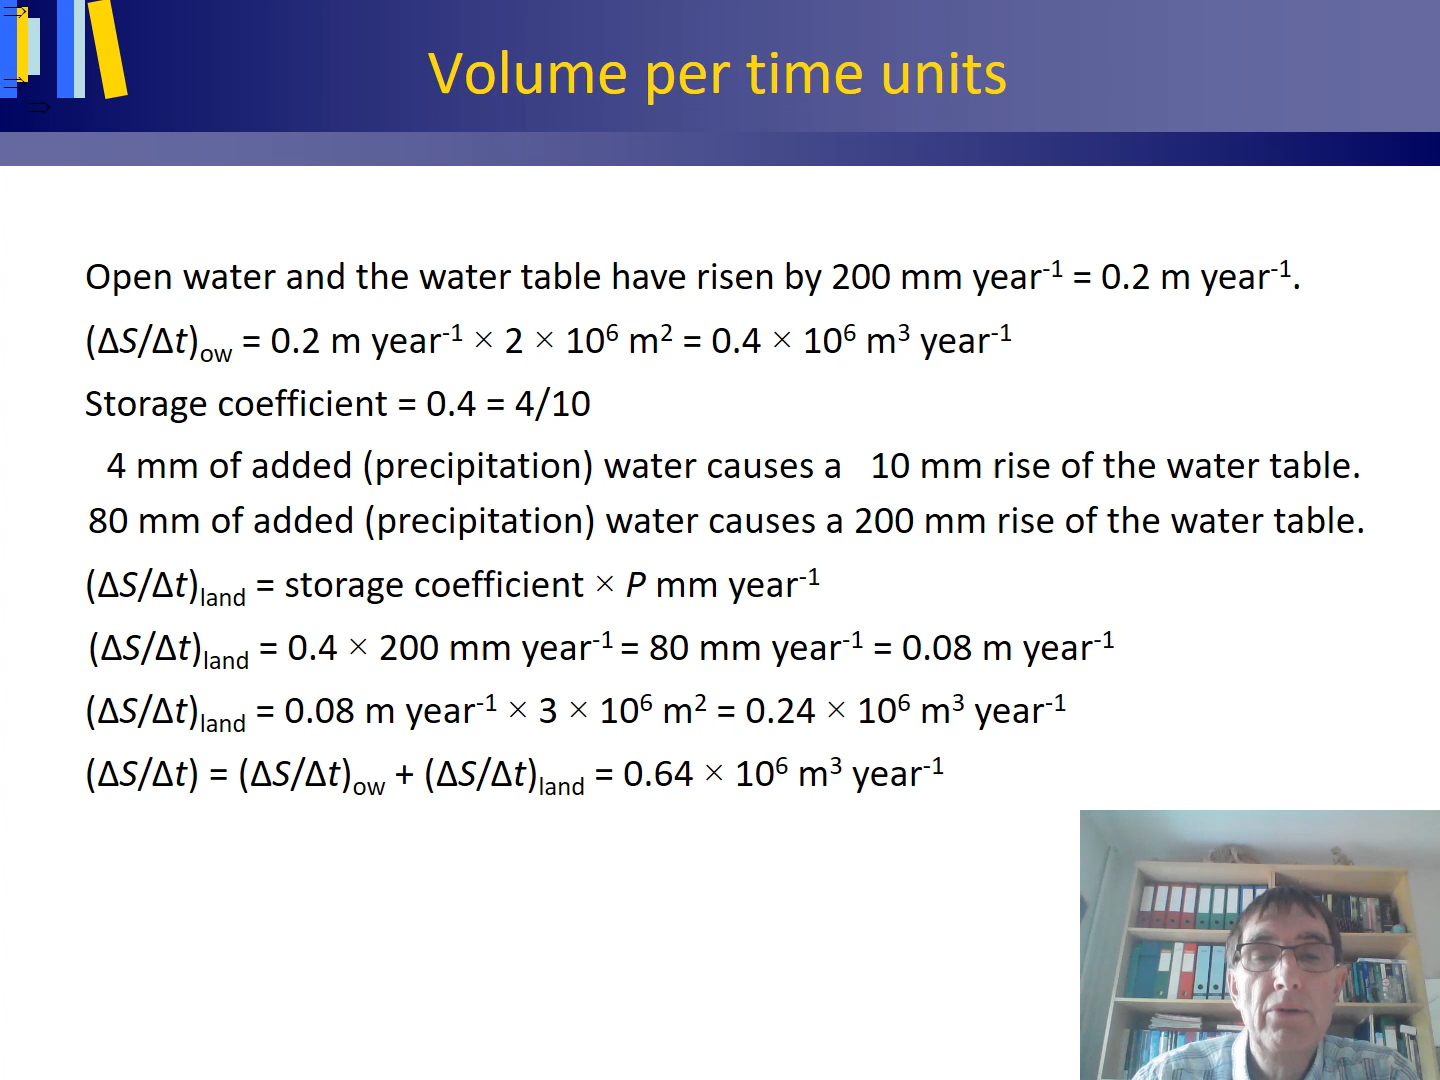 Volume per time units
Open water and the water table have risen by 200 mm year⁻¹ = 0.2 m year⁻¹.
(ΔS/Δt)ow = 0.2 m year⁻¹ × 2 × 10⁶ m² = 0.4 × 10⁶ m³ year⁻¹
Storage coefficient = 0.4 = 4/10
4 mm of added (precipitation) water causes a 10 mm rise of the water table.
80 mm of added (precipitation) water causes a 200 mm rise of the water table.
(ΔS/Δt)land = storage coefficient × P mm year⁻¹
(ΔS/Δt)land = 0.4 × 200 mm year⁻¹ = 80 mm year⁻¹ = 0.08 m year⁻¹
(ΔS/Δt)land = 0.08 m year⁻¹ × 3 × 10⁶ m² = 0.24 × 10⁶ m³ year⁻¹
(ΔS/Δt) = (ΔS/Δt)ow + (ΔS/Δt)land = 0.64 × 10⁶ m³ year⁻¹